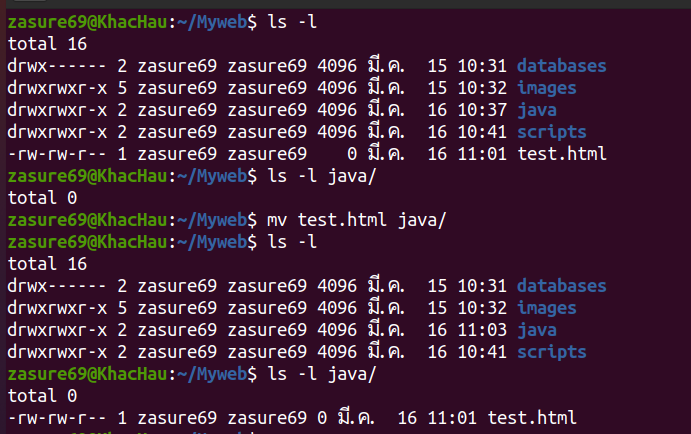 zasure69@KhacHau:~/Myweb$ ls -l
total 16
drwx------ 2 zasure69 zasure69 4096 มี.ค.  15 10:31 databases
drwxrwxr-x 5 zasure69 zasure69 4096 มี.ค.  15 10:32 images
drwxrwxr-x 2 zasure69 zasure69 4096 มี.ค.  16 10:37 java
drwxrwxr-x 2 zasure69 zasure69 4096 มี.ค.  16 10:41 scripts
-rw-rw-r-- 1 zasure69 zasure69    0 มี.ค.  16 11:01 test.html
zasure69@KhacHau:~/Myweb$ ls -l java/
total 0
zasure69@KhacHau:~/Myweb$ mv test.html java/
zasure69@KhacHau:~/Myweb$ ls -l
total 16
drwx------ 2 zasure69 zasure69 4096 มี.ค.  15 10:31 databases
drwxrwxr-x 5 zasure69 zasure69 4096 มี.ค.  15 10:32 images
drwxrwxr-x 2 zasure69 zasure69 4096 มี.ค.  16 11:03 java
drwxrwxr-x 2 zasure69 zasure69 4096 มี.ค.  16 10:41 scripts
zasure69@KhacHau:~/Myweb$ ls -l java/
total 0
-rw-rw-r-- 1 zasure69 zasure69 0 มี.ค.  16 11:01 test.html